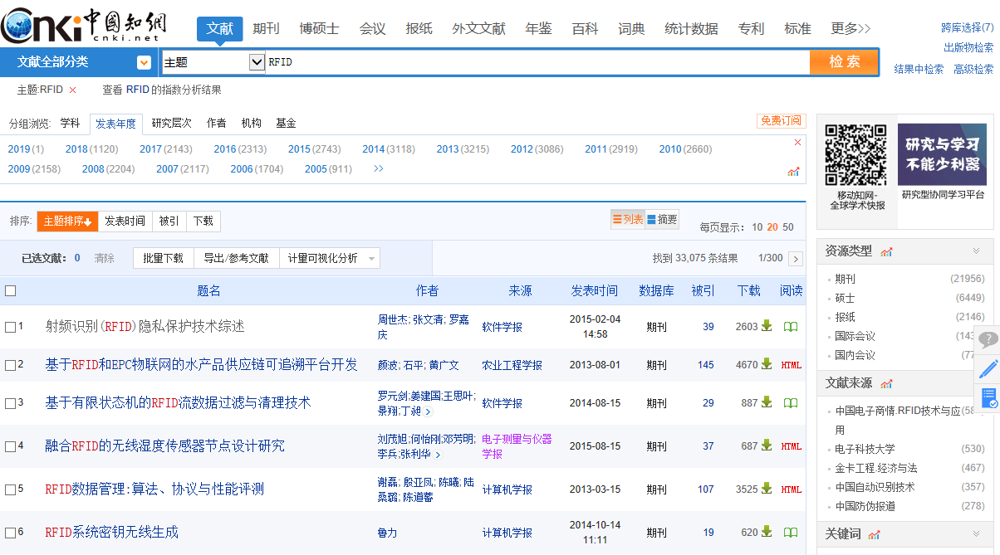 Cnki中国知網
cnki.net
文献 期刊 博硕士 会议 报纸 外文文献 年鉴 百科 词典 统计数据 专利 标准 更多>>
跨库选择(7)
出版物检索
文献全部分类 主题 RFID 检索
结果中检索 高级检索
主题:RFID × 查看 RFID 的指数分析结果
分组浏览: 学科 发表年度 研究层次 作者 机构 基金 免费订阅
2019(1) 2018(1120) 2017(2143) 2016(2313) 2015(2743) 2014(3118) 2013(3215) 2012(3086) 2011(2919) 2010(2660)
2009(2158) 2008(2204) 2007(2117) 2006(1704) 2005(911) >>
研究与学习
不能少利器
移动知网-
全球学术快报
研究型协同学习平台
排序: 主题排序 发表时间 被引 下载 列表 摘要 每页显示: 10 20 50
已选文献: 0 清除 批量下载 导出/参考文献 计量可视化分析 找到 33,075 条结果 1/300 >
题名 作者 来源 发表时间 数据库 被引 下载 阅读
1 射频识别(RFID)隐私保护技术综述 周世杰; 张文清; 罗嘉庆 软件学报 2015-02-04 14:58 期刊 39 2603
2 基于RFID和EPC物联网的水产品供应链可追溯平台开发 颜波; 石平; 黄广文 农业工程学报 2013-08-01 期刊 145 4670 HTML
3 基于有限状态机的RFID流数据过滤与清理技术 罗元剑;姜建国;王思叶;景翔;丁昶 > 软件学报 2014-08-15 期刊 29 887
4 融合RFID的无线湿度传感器节点设计研究 刘茂旭;何怡刚;邓芳明;李兵;张利华 > 电子测量与仪器学报 2015-08-15 期刊 37 687 HTML
5 RFID数据管理:算法、协议与性能评测 谢磊; 殷亚凤; 陈曦; 陆桑璐; 陈道蓄 计算机学报 2013-03-15 期刊 107 3525 HTML
6 RFID系统密钥无线生成 鲁力 计算机学报 2014-10-14 11:11 期刊 19 620
资源类型
期刊 (21956)
硕士 (6449)
报纸 (2146)
国际会议 (143
国内会议 (77
文献来源
中国电子商情.RFID技术与应(58
用
电子科技大学 (530)
金卡工程.经济与法 (467)
中国自动识别技术 (357)
中国防伪报道 (278)
关键词